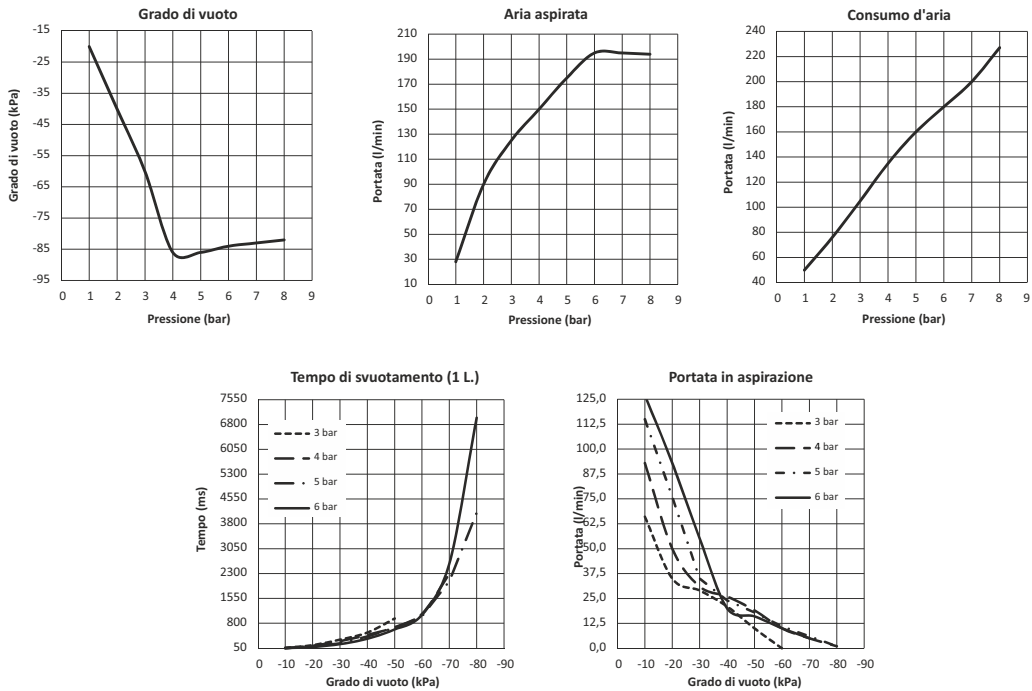 Grado di vuoto
Grado di vuoto (kPa)
-15
-25
-35
-45
-55
-65
-75
-85
-95
0 1 2 3 4 5 6 7 8 9
Pressione (bar)
Aria aspirata
Portata (l/min)
210
190
170
150
130
110
90
70
50
30
10
0 1 2 3 4 5 6 7 8 9
Pressione (bar)
Consumo d'aria
Portata (l/min)
240
220
200
180
160
140
120
100
80
60
40
0 1 2 3 4 5 6 7 8 9
Pressione (bar)
Tempo di svuotamento (1 L.)
Tempo (ms)
7550
6800
6050
5300
4550
3800
3050
2300
1550
800
50
3 bar
4 bar
5 bar
6 bar
0 -10 -20 -30 -40 -50 -60 -70 -80 -90
Grado di vuoto (kPa)
Portata in aspirazione
Portata (l/min)
125,0
112,5
100,0
87,5
75,0
62,5
50,0
37,5
25,0
12,5
0,0
3 bar
4 bar
5 bar
6 bar
0 -10 -20 -30 -40 -50 -60 -70 -80 -90
Grado di vuoto (kPa)